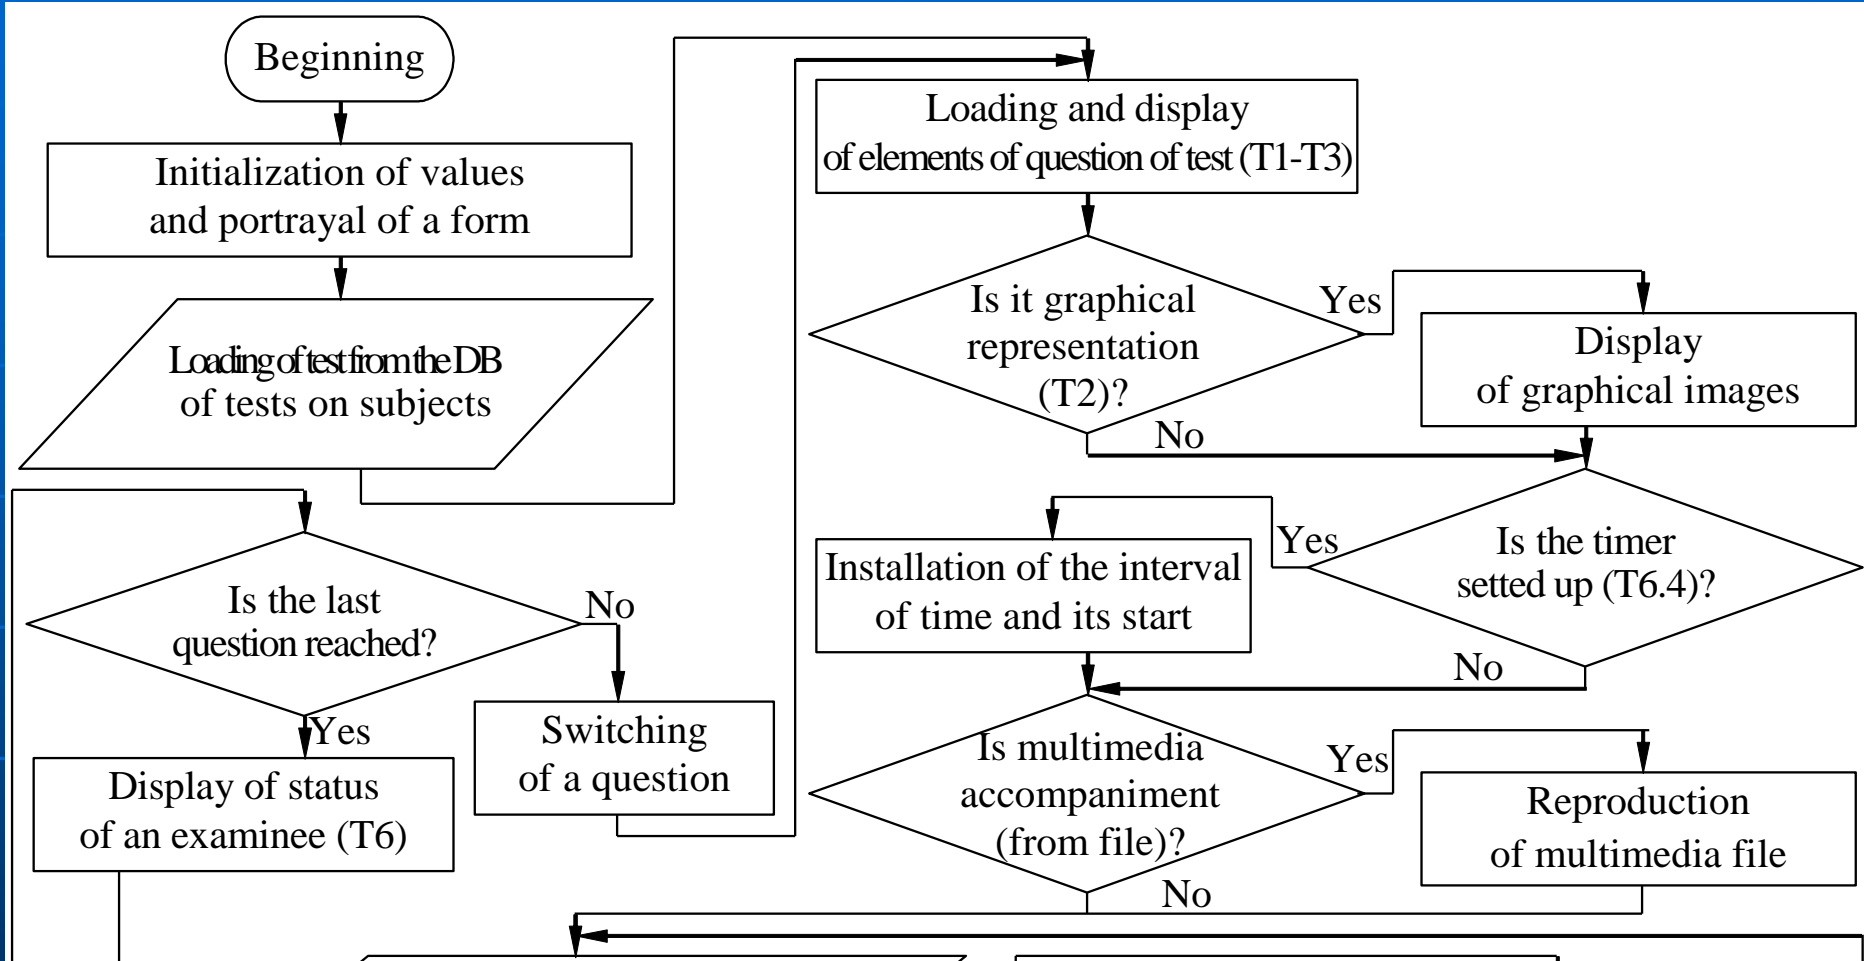 Beginning
Initialization of values
and portrayal of a form
Loading of test from the DB
of tests on subjects
Is the last
question reached?
No
Yes
Switching
of a question
Display of status
of an examinee (T6)
Loading and display
of elements of question of test (T1-T3)
Is it graphical
representation
(T2)?
Yes
No
Display
of graphical images
Is the timer
setted up (T6.4)?
Yes
No
Installation of the interval
of time and its start
Is multimedia
accompaniment
(from file)?
Yes
No
Reproduction
of multimedia file